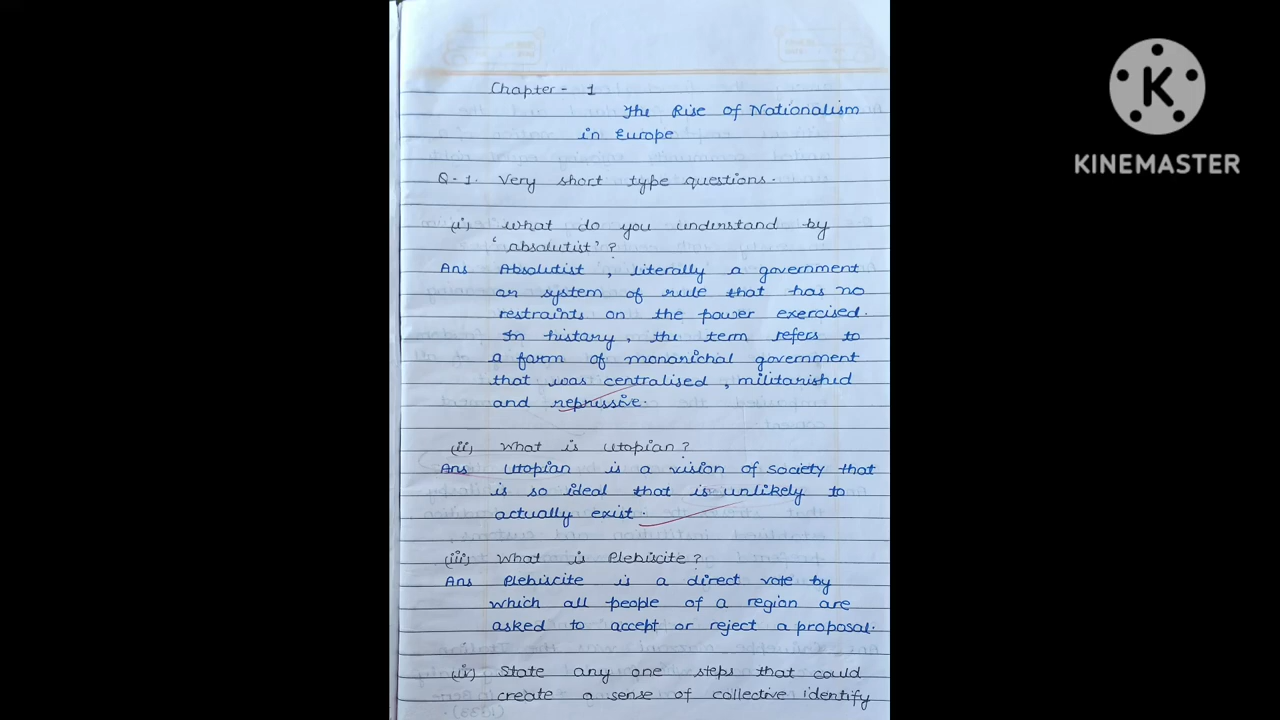 Chapter - 1
The Rise of Nationalism
in Europe
Q-1. Very short type questions.
(i) What do you understand by
'absolutist'?
Ans Absolutist, literally a government
or system of rule that has no
restraints on the power exercised.
In history, the term refers to
a form of monarichal government
that was centralised, militarished
and repressive.
(ii) What is Utopian?
Ans Utopian is a vision of society that
is so ideal that is unlikely to
actually exist.
(iii) What is Plebiscite?
Ans Plebiscite is a direct vote by
which all people of a region are
asked to accept or reject a proposal.
(iv) State any one steps that could
create a sense of collective identify
K
KINEMASTER